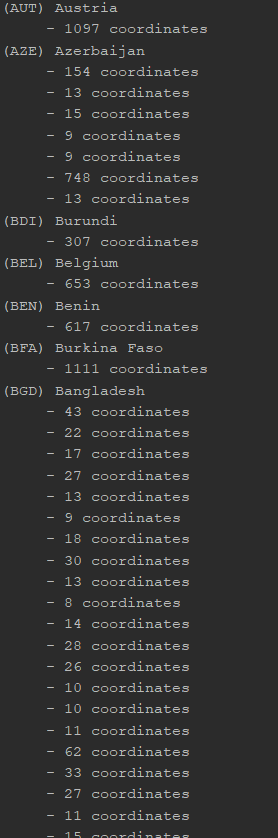 (AUT) Austria
- 1097 coordinates
(AZE) Azerbaijan
- 154 coordinates
- 13 coordinates
- 15 coordinates
- 9 coordinates
- 9 coordinates
- 748 coordinates
- 13 coordinates
(BDI) Burundi
- 307 coordinates
(BEL) Belgium
- 653 coordinates
(BEN) Benin
- 617 coordinates
(BFA) Burkina Faso
- 1111 coordinates
(BGD) Bangladesh
- 43 coordinates
- 22 coordinates
- 17 coordinates
- 27 coordinates
- 13 coordinates
- 9 coordinates
- 18 coordinates
- 30 coordinates
- 13 coordinates
- 8 coordinates
- 14 coordinates
- 28 coordinates
- 26 coordinates
- 10 coordinates
- 10 coordinates
- 11 coordinates
- 62 coordinates
- 33 coordinates
- 27 coordinates
- 11 coordinates
- 15 coordinates